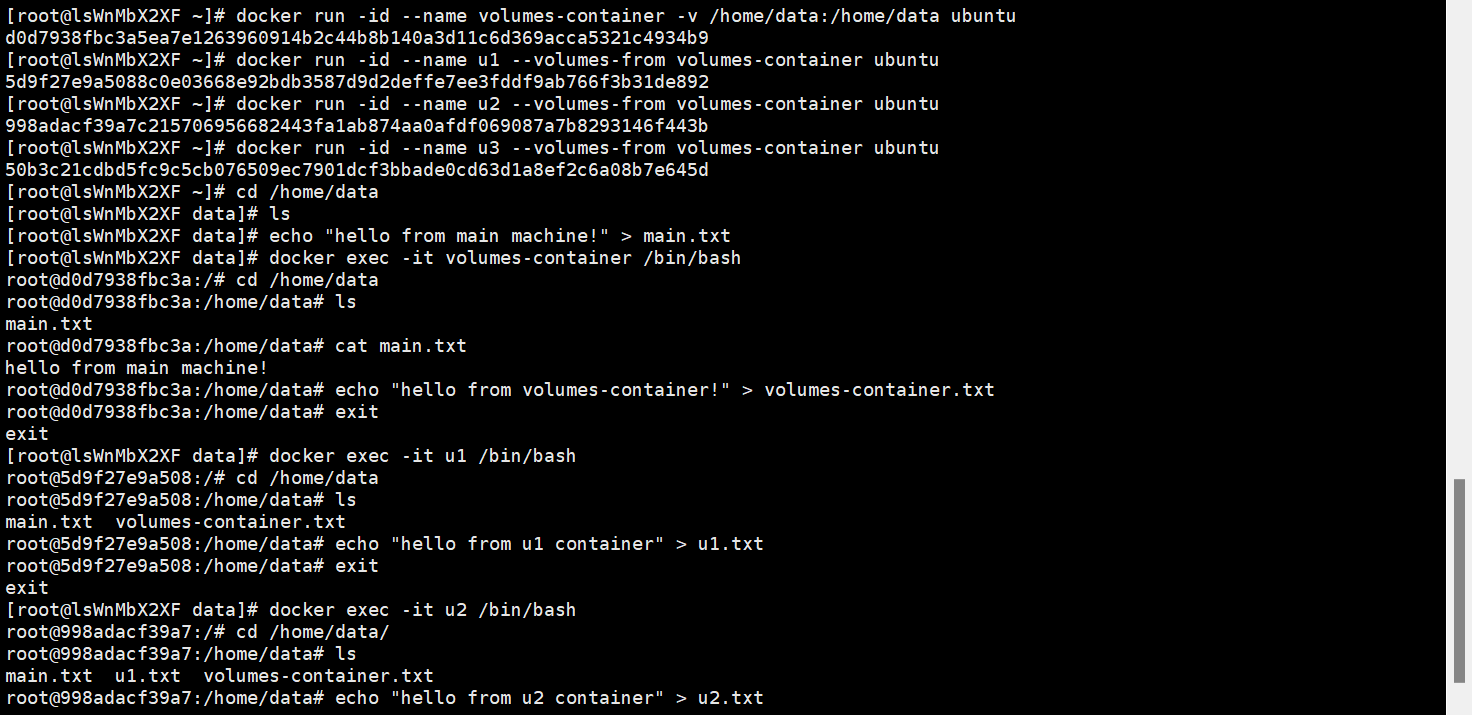 [root@lsWnMbX2XF ~]# docker run -id --name volumes-container -v /home/data:/home/data ubuntu
d0d7938fbc3a5ea7e1263960914b2c44b8b140a3d11c6d369acca5321c4934b9
[root@lsWnMbX2XF ~]# docker run -id --name u1 --volumes-from volumes-container ubuntu
5d9f27e9a5088c0e03668e92bdb3587d9d2deffe7ee3fddf9ab766f3b31de892
[root@lsWnMbX2XF ~]# docker run -id --name u2 --volumes-from volumes-container ubuntu
998adacf39a7c215706956682443fa1ab874aa0afdf069087a7b8293146f443b
[root@lsWnMbX2XF ~]# docker run -id --name u3 --volumes-from volumes-container ubuntu
50b3c21cdbd5fc9c5cb076509ec7901dcf3bbade0cd63d1a8ef2c6a08b7e645d
[root@lsWnMbX2XF ~]# cd /home/data
[root@lsWnMbX2XF data]# ls
[root@lsWnMbX2XF data]# echo "hello from main machine!" > main.txt
[root@lsWnMbX2XF data]# docker exec -it volumes-container /bin/bash
root@d0d7938fbc3a:/# cd /home/data
root@d0d7938fbc3a:/home/data# ls
main.txt
root@d0d7938fbc3a:/home/data# cat main.txt
hello from main machine!
root@d0d7938fbc3a:/home/data# echo "hello from volumes-container!" > volumes-container.txt
root@d0d7938fbc3a:/home/data# exit
exit
[root@lsWnMbX2XF data]# docker exec -it u1 /bin/bash
root@5d9f27e9a508:/# cd /home/data
root@5d9f27e9a508:/home/data# ls
main.txt  volumes-container.txt
root@5d9f27e9a508:/home/data# echo "hello from u1 container" > u1.txt
root@5d9f27e9a508:/home/data# exit
exit
[root@lsWnMbX2XF data]# docker exec -it u2 /bin/bash
root@998adacf39a7:/# cd /home/data/
root@998adacf39a7:/home/data# ls
main.txt  u1.txt  volumes-container.txt
root@998adacf39a7:/home/data# echo "hello from u2 container" > u2.txt